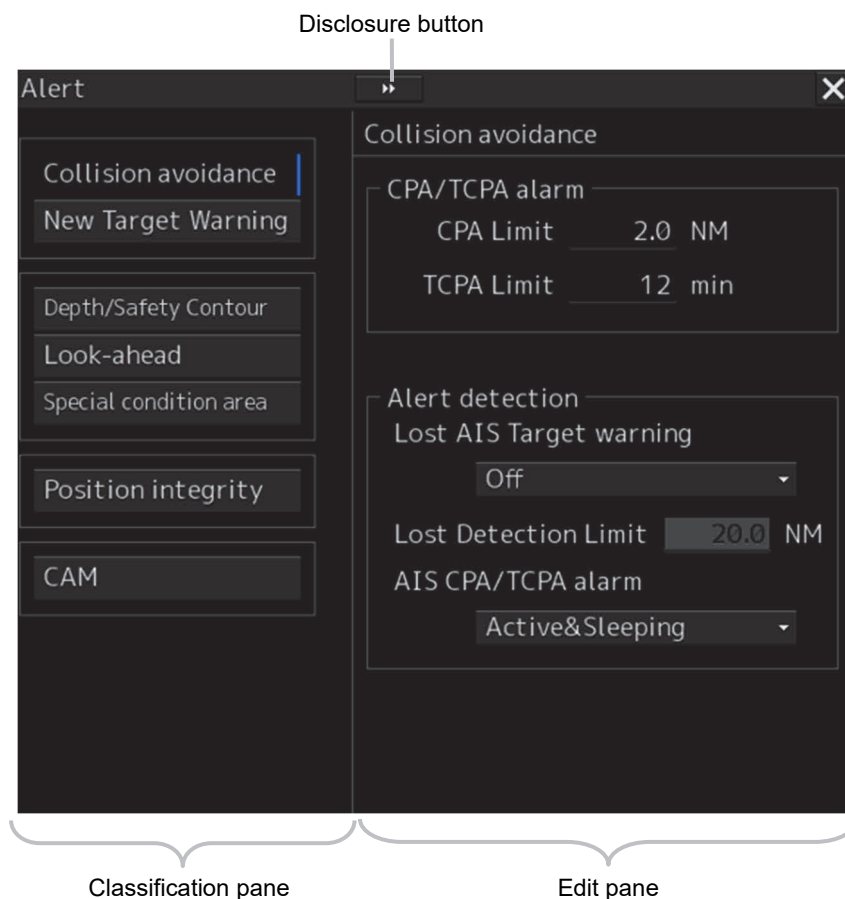 Disclosure button
Alert
Collision avoidance
New Target Warning
Depth/Safety Contour
Look-ahead
Special condition area
Position integrity
CAM
Collision avoidance
CPA/TCPA alarm
CPA Limit 2.0 NM
TCPA Limit 12 min
Alert detection
Lost AIS Target warning
Off
Lost Detection Limit 20.0 NM
AIS CPA/TCPA alarm
Active&Sleeping
Classification pane
Edit pane